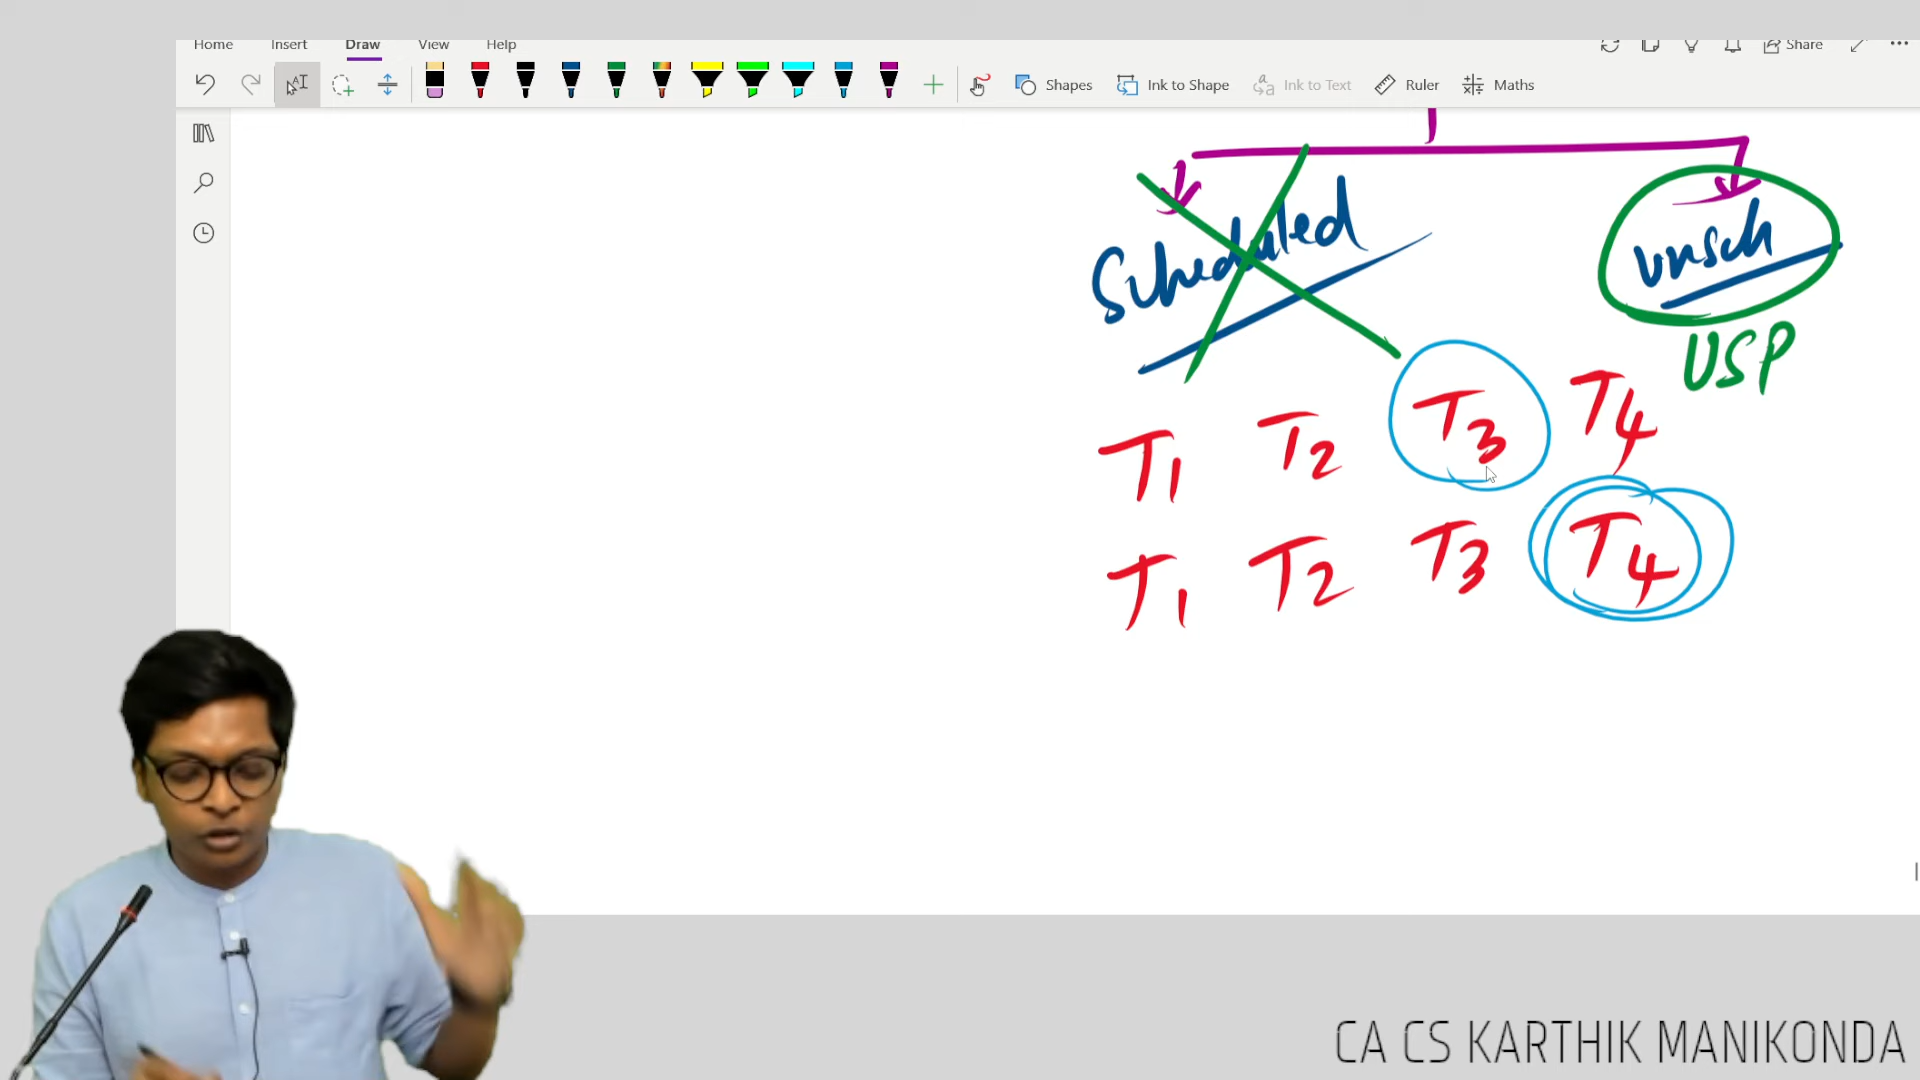 Home Insert Draw View Help Share
Shapes Ink to Shape Ink to Text Ruler Maths
Scheduled unsch
USP
T1 T2 T3 T4
T1 T2 T3 T4
CA CS KARTHIK MANIKONDA